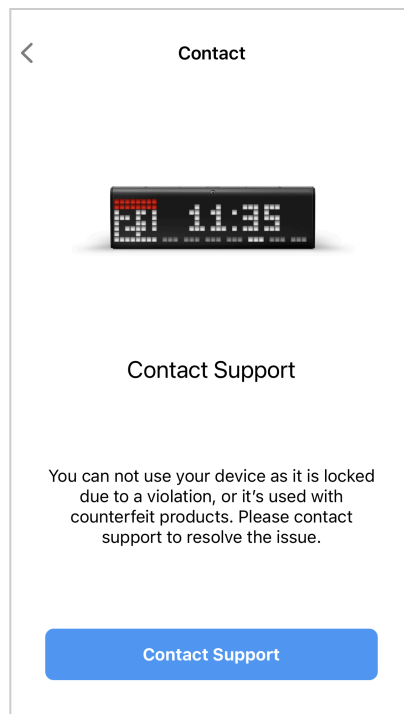 Contact
11:35
Contact Support
You can not use your device as it is locked
due to a violation, or it's used with
counterfeit products. Please contact
support to resolve the issue.
Contact Support